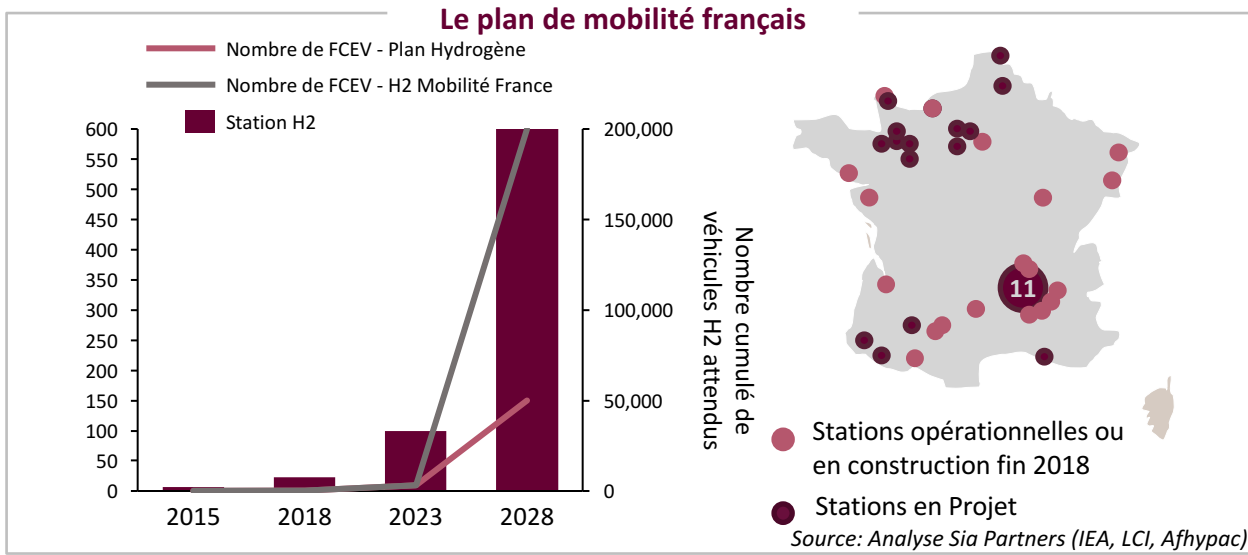 Le plan de mobilité français
Nombre de FCEV - Plan Hydrogène
Nombre de FCEV - H2 Mobilité France
Station H2
600
550
500
450
400
350
300
250
200
150
100
50
0
200,000
150,000
100,000
50,000
0
2015
2018
2023
2028
Nombre cumulé de
véhicules H2 attendus
11
Stations opérationnelles ou
en construction fin 2018
Stations en Projet
Source: Analyse Sia Partners (IEA, LCI, Afhypac)